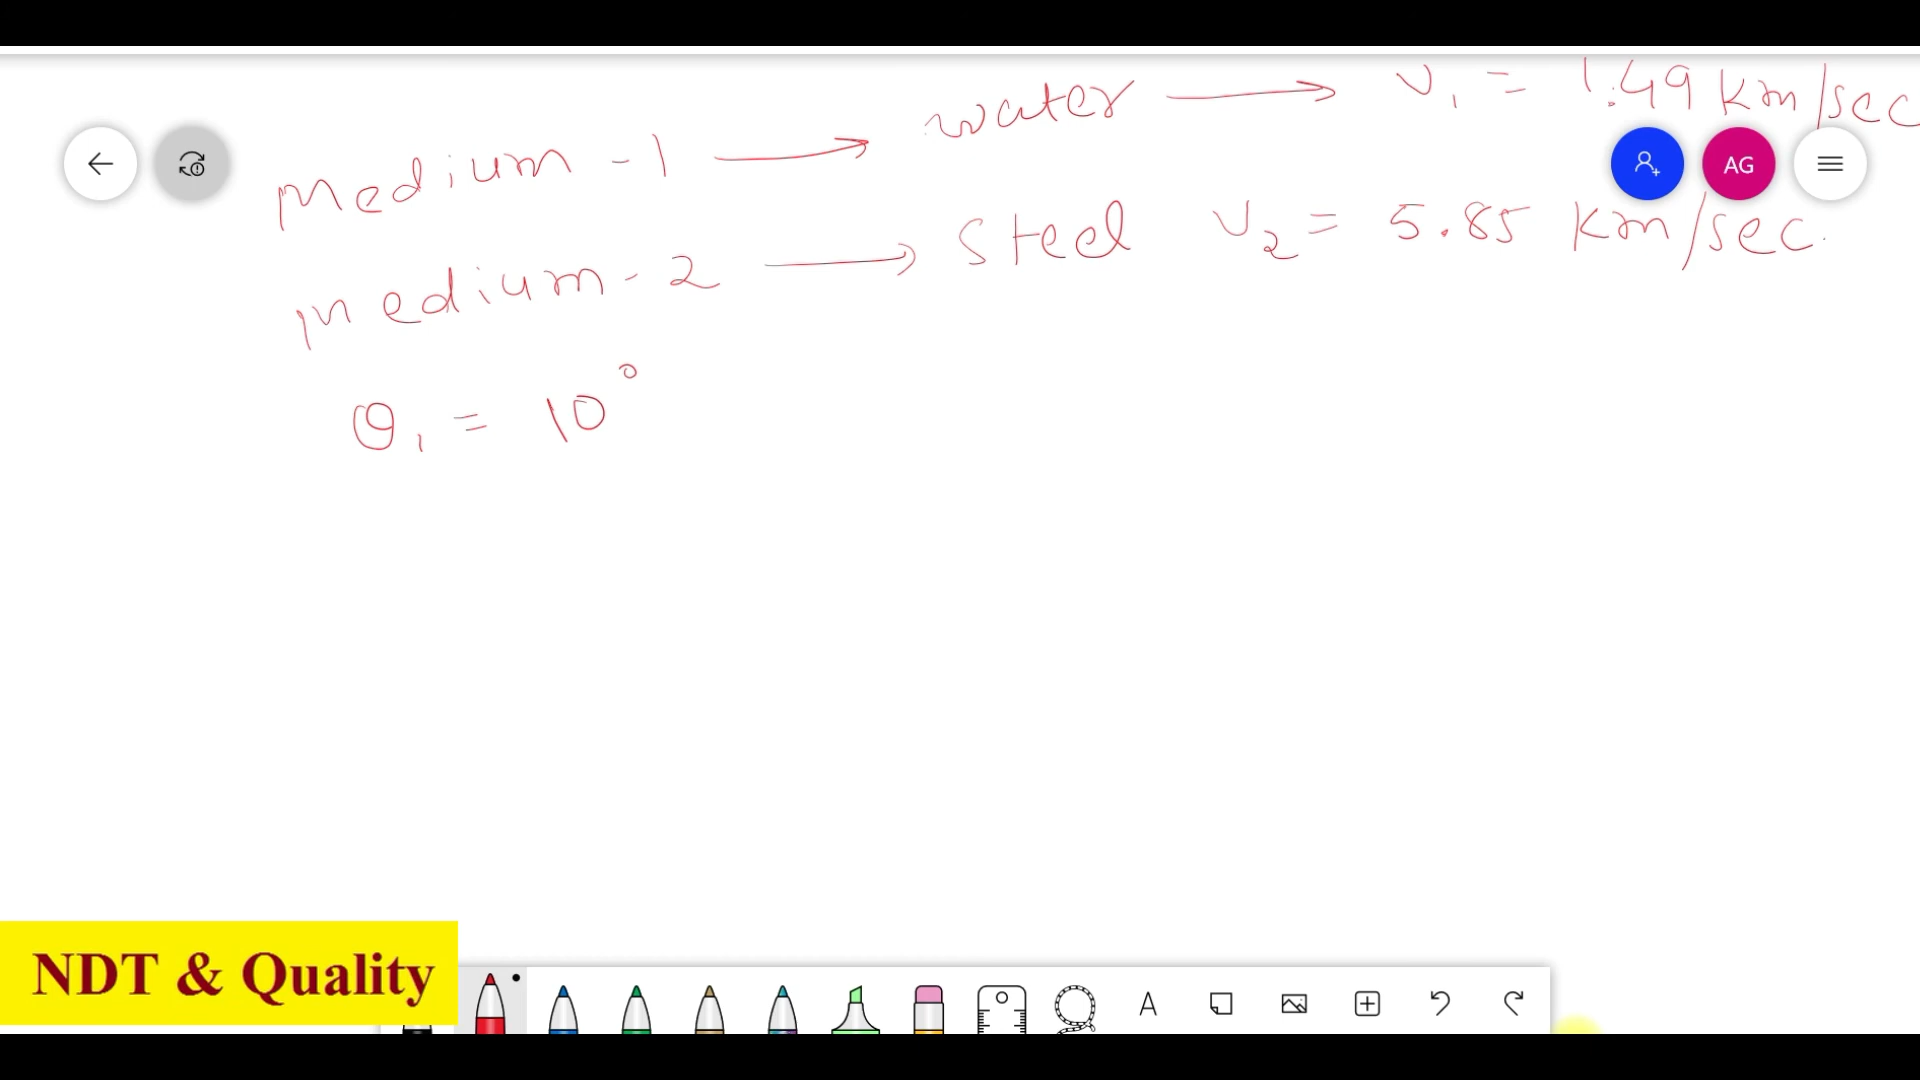 Medium - 1 → water → V₁ = 1.49 Km/sec
Medium - 2 → Steel V₂ = 5.85 Km/sec.
θ₁ = 10°
AG
NDT & Quality
A